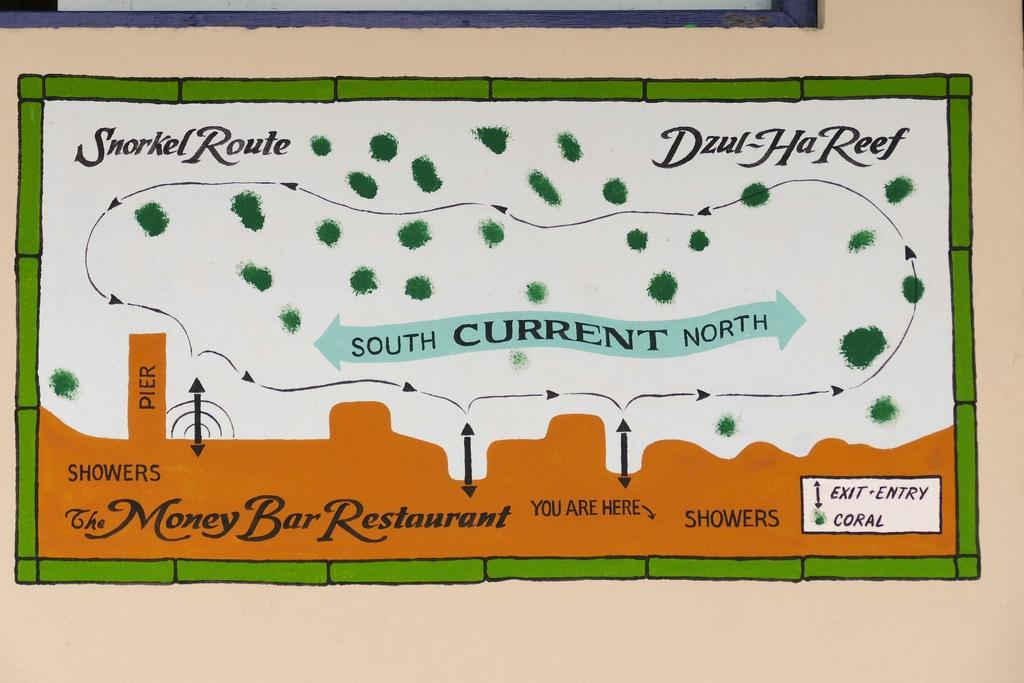 Snorkel Route
Dzul-Ha Reef
SOUTH CURRENT NORTH
PIER
SHOWERS
The Money Bar Restaurant
YOU ARE HERE
SHOWERS
EXIT + ENTRY
CORAL